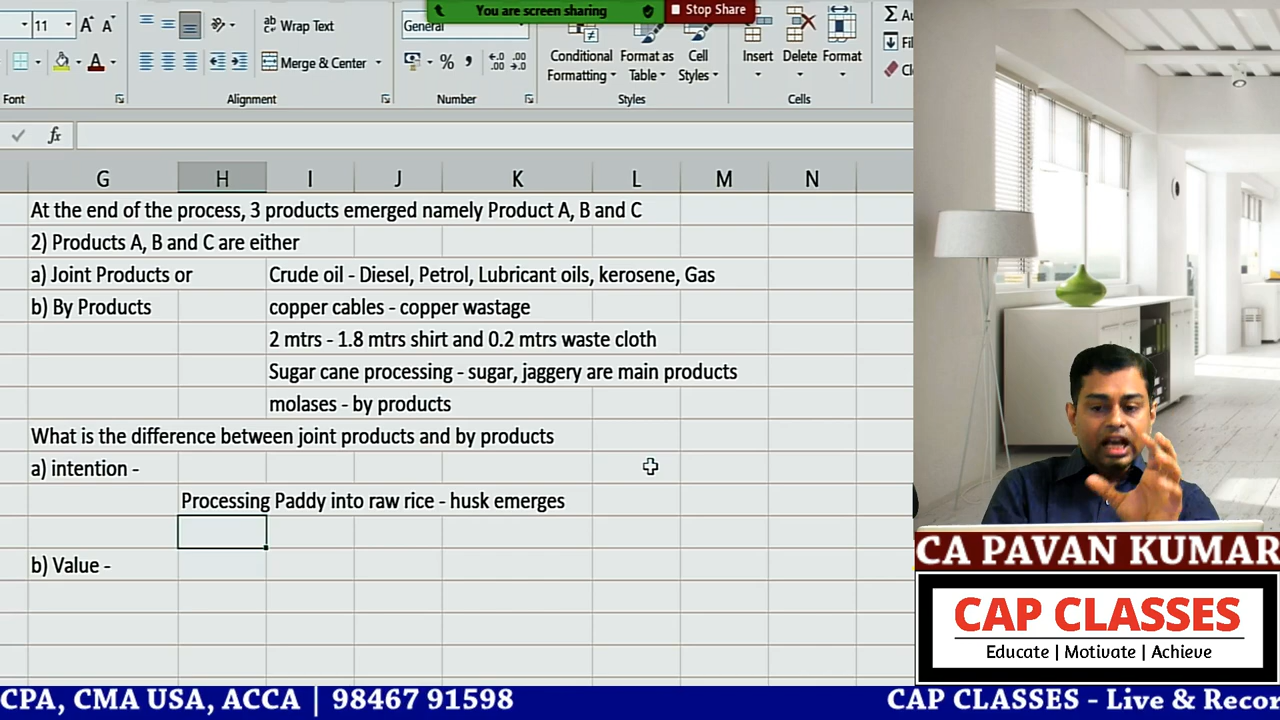 You are screen sharing
Stop Share
11
A A
ab Wrap Text
General
Σ Au
Merge & Center
% ,
Conditional Formatting
Format as Table
Cell Styles
Insert
Delete
Format
Font
Alignment
Number
Styles
Cells
fx
G H I J K L M N
At the end of the process, 3 products emerged namely Product A, B and C
2) Products A, B and C are either
a) Joint Products or
Crude oil - Diesel, Petrol, Lubricant oils, kerosene, Gas
b) By Products
copper cables - copper wastage
2 mtrs - 1.8 mtrs shirt and 0.2 mtrs waste cloth
Sugar cane processing - sugar, jaggery are main products
molases - by products
What is the difference between joint products and by products
a) intention -
Processing Paddy into raw rice - husk emerges
b) Value -
CA PAVAN KUMAR
CAP CLASSES
Educate | Motivate | Achieve
CPA, CMA USA, ACCA | 98467 91598
CAP CLASSES - Live & Recor